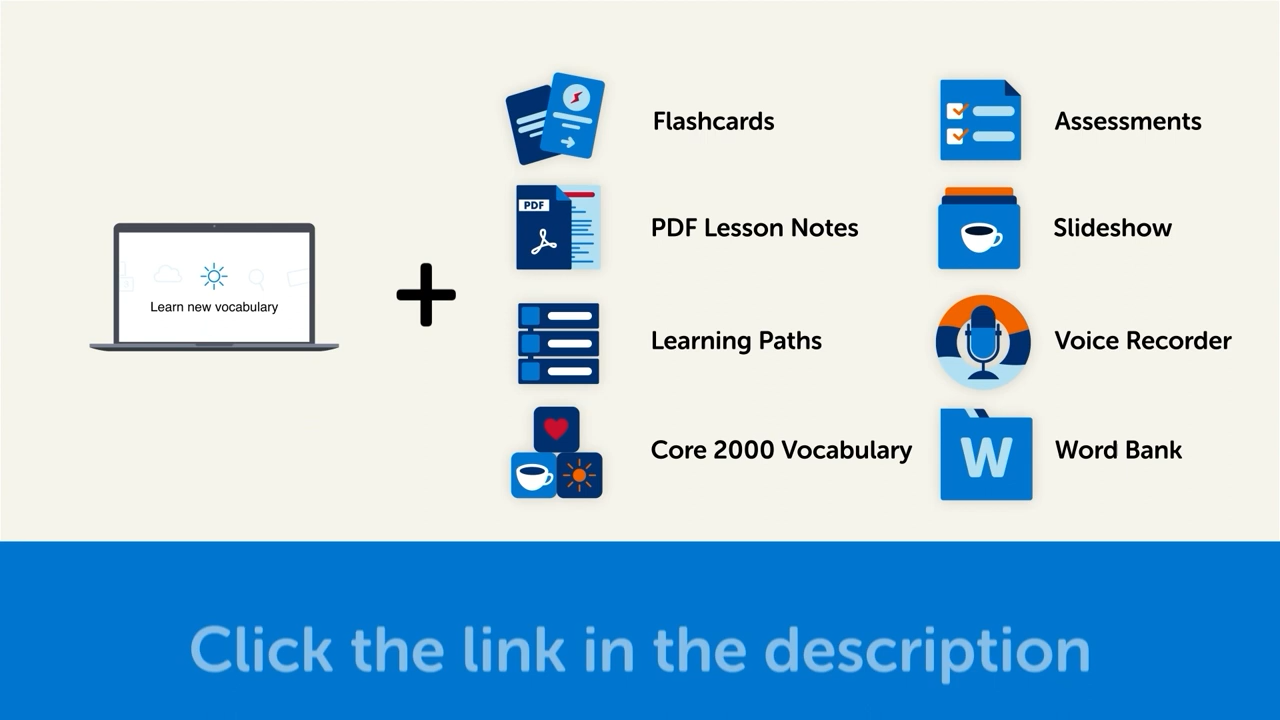 Learn new vocabulary
Flashcards
PDF
PDF Lesson Notes
Learning Paths
Core 2000 Vocabulary
Assessments
Slideshow
Voice Recorder
W
Word Bank
Click the link in the description